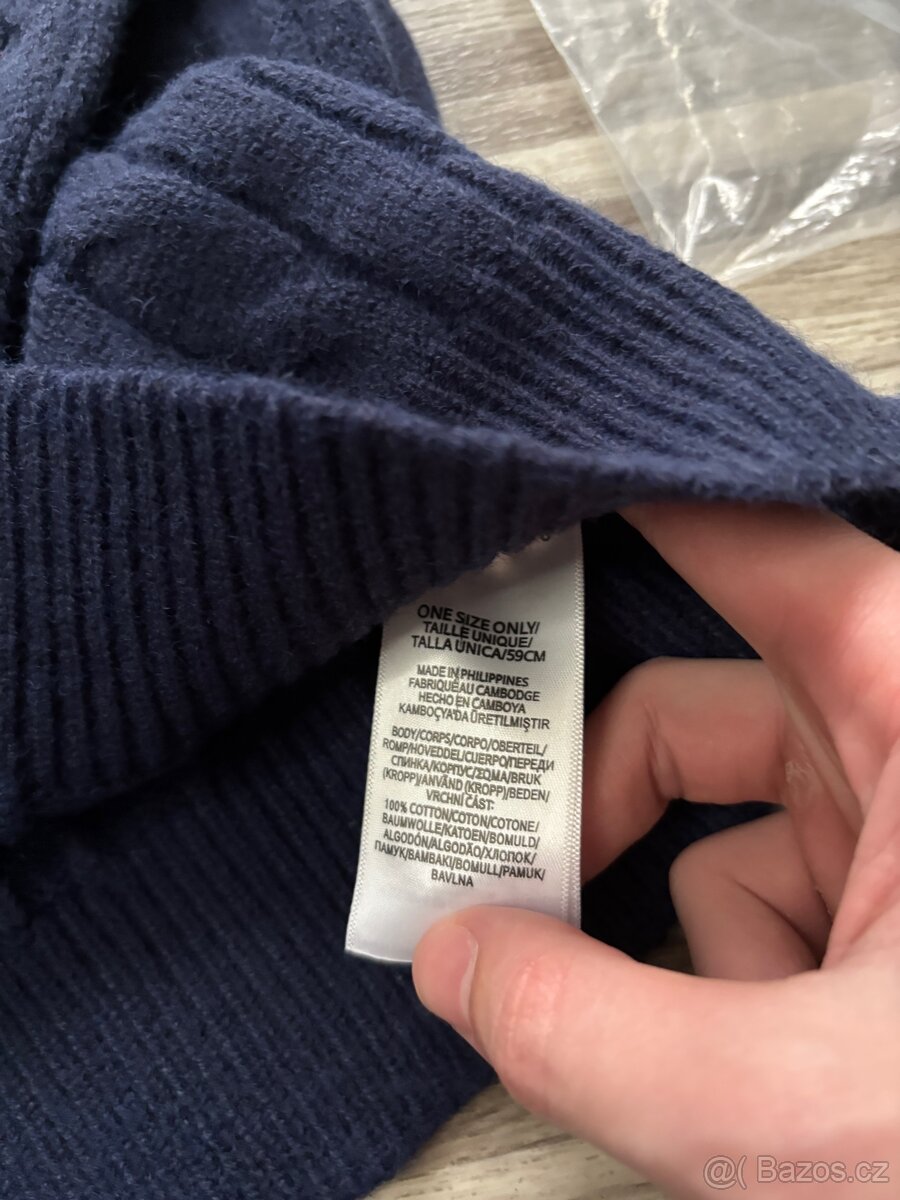 ONE SIZE ONLY/
TAILLE UNIQUE/
TALLA ÚNICA/59CM
MADE IN PHILIPPINES
FABRIQUÉ AU CAMBODGE
HECHO EN CAMBOYA
KAMBOÇYA'DA ÜRETILMIŞTIR
BODY/CORPS/CORPO/OBERTEIL/
ROMP/HOVEDDEL/CUERPO/ПЕРЕДИ
СПИНКА/КОРПУС/ΣΩΜΑ/BRUK
(KROPP)/ANVÄND (KROPP)/BEDEN/
VRCHNÍ ČÁST:
100% COTTON/COTON/COTONE/
BAUMWOLLE/KATOEN/BOMULD/
ALGODÓN/ALGODÃO/ХЛОПОК/
ПАМУК/BAMBAKI/BOMULL/PAMUK/
BAVLNA
@( Bazos.cz